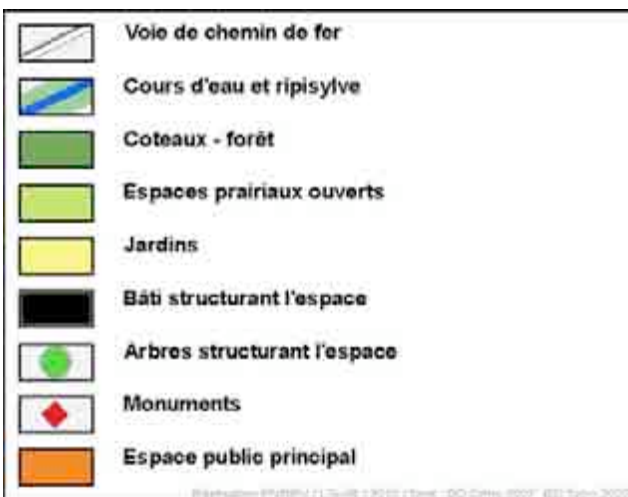 Voie de chemin de fer
Cours d'eau et ripisylve
Coteaux - forêt
Espaces prairiaux ouverts
Jardins
Bâti structurant l'espace
Arbres structurant l'espace
Monuments
Espace public principal